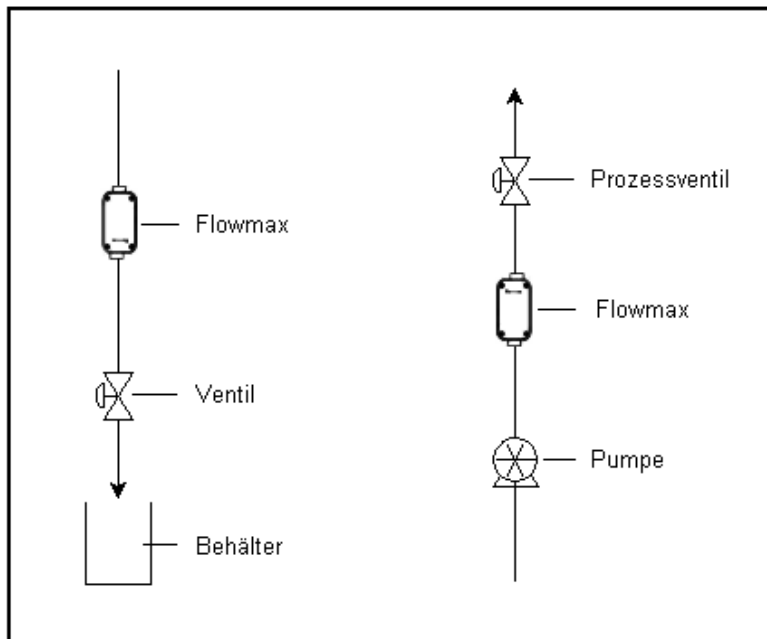 Flowmax
Ventil
Behälter
Prozessventil
Flowmax
Pumpe